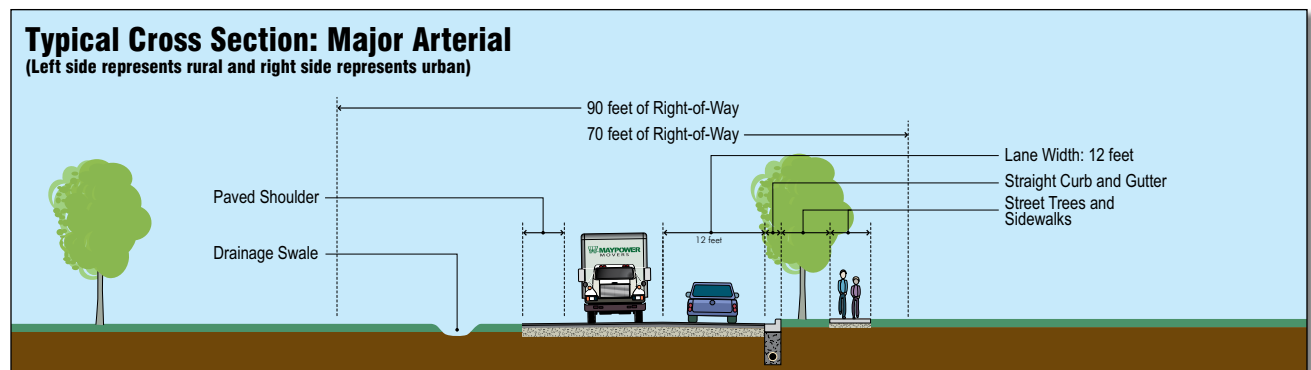 Typical Cross Section: Major Arterial
(Left side represents rural and right side represents urban)
90 feet of Right-of-Way
70 feet of Right-of-Way
Lane Width: 12 feet
Straight Curb and Gutter
Street Trees and
Sidewalks
Paved Shoulder
Drainage Swale
12 feet
MAYPOWER
MOVERS